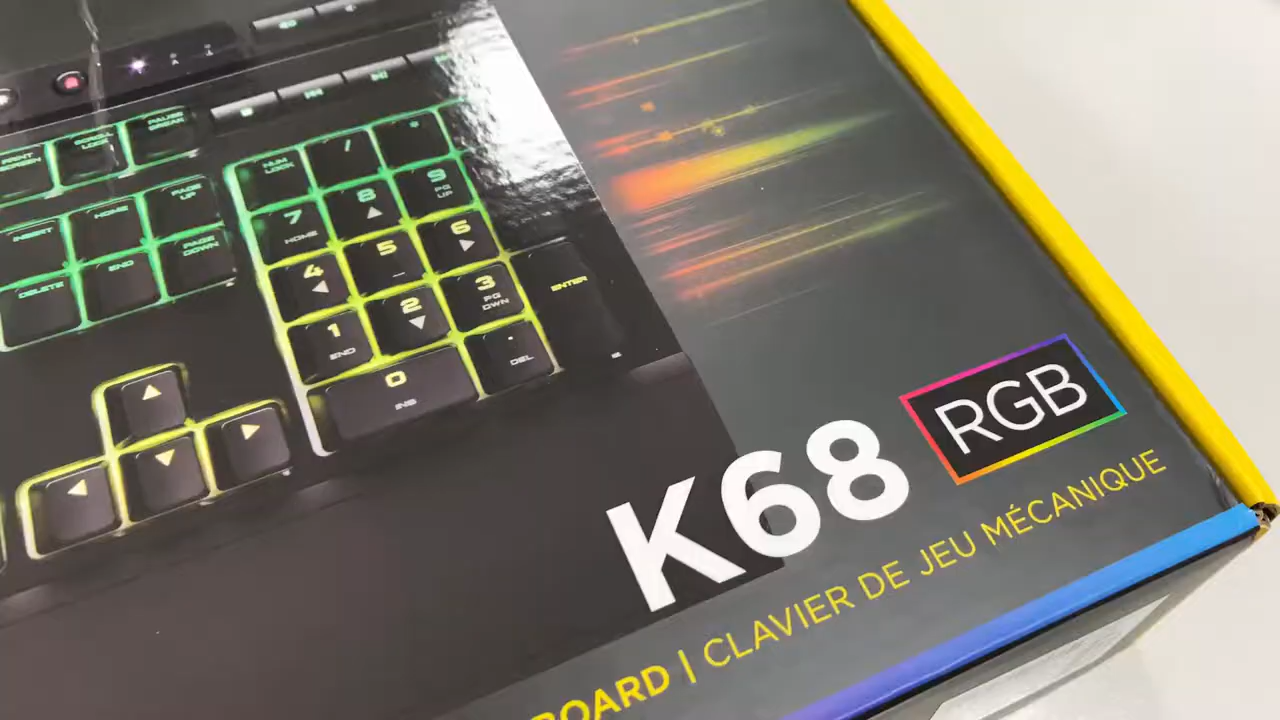 PRINT SCREEN
SCROLL LOCK
PAUSE BREAK
INSERT
HOME
PAGE UP
DELETE
END
PAGE DOWN
NUM LOCK
/
*
7 HOME
8
9 PG UP
4
5
6
1 END
2
3 PG DWN
ENTER
0 INS
. DEL
K68 RGB
BOARD | CLAVIER DE JEU MÉCANIQUE